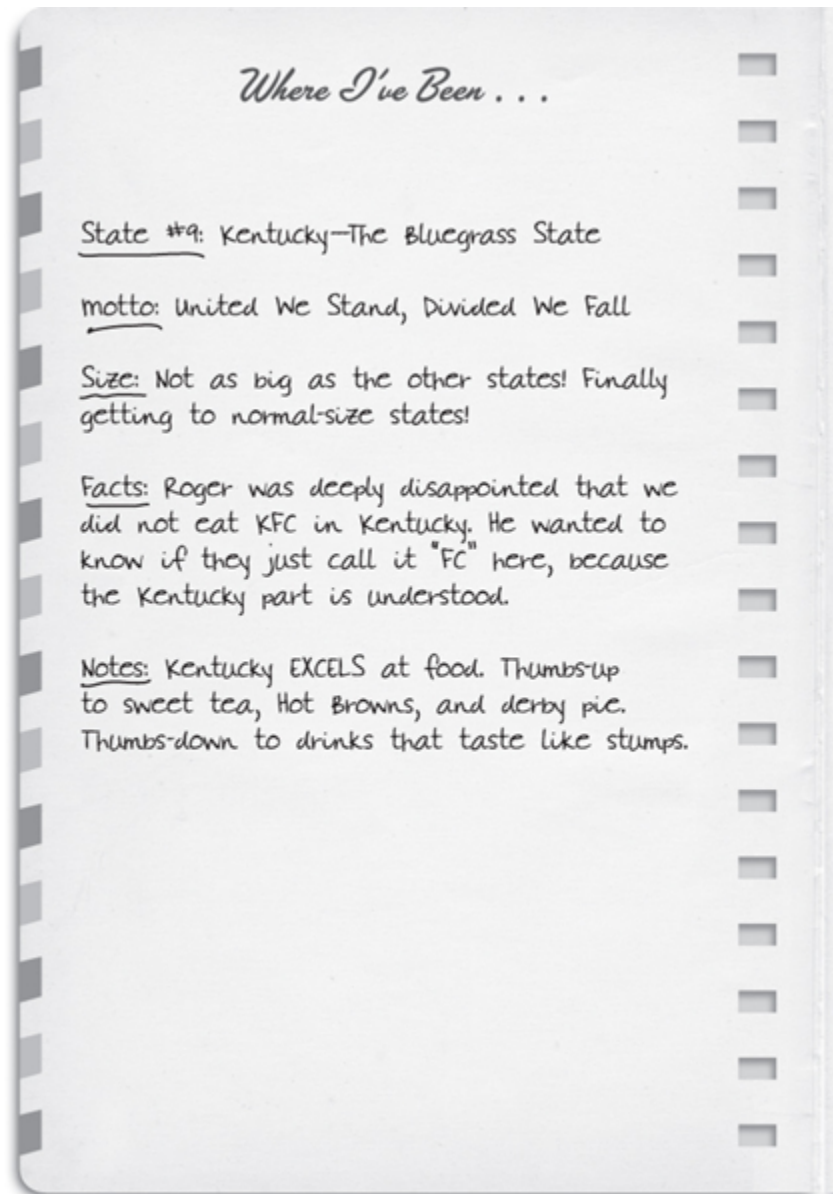 Where I've Been . . .
State #9: Kentucky—The Bluegrass State
motto: United We Stand, Divided We Fall
Size: Not as big as the other states! Finally
getting to normal-size states!
Facts: Roger was deeply disappointed that we
did not eat KFC in Kentucky. He wanted to
know if they just call it "FC" here, because
the Kentucky part is understood.
Notes: Kentucky EXCELS at food. Thumbs-up
to sweet tea, Hot Browns, and derby pie.
Thumbs-down to drinks that taste like stumps.